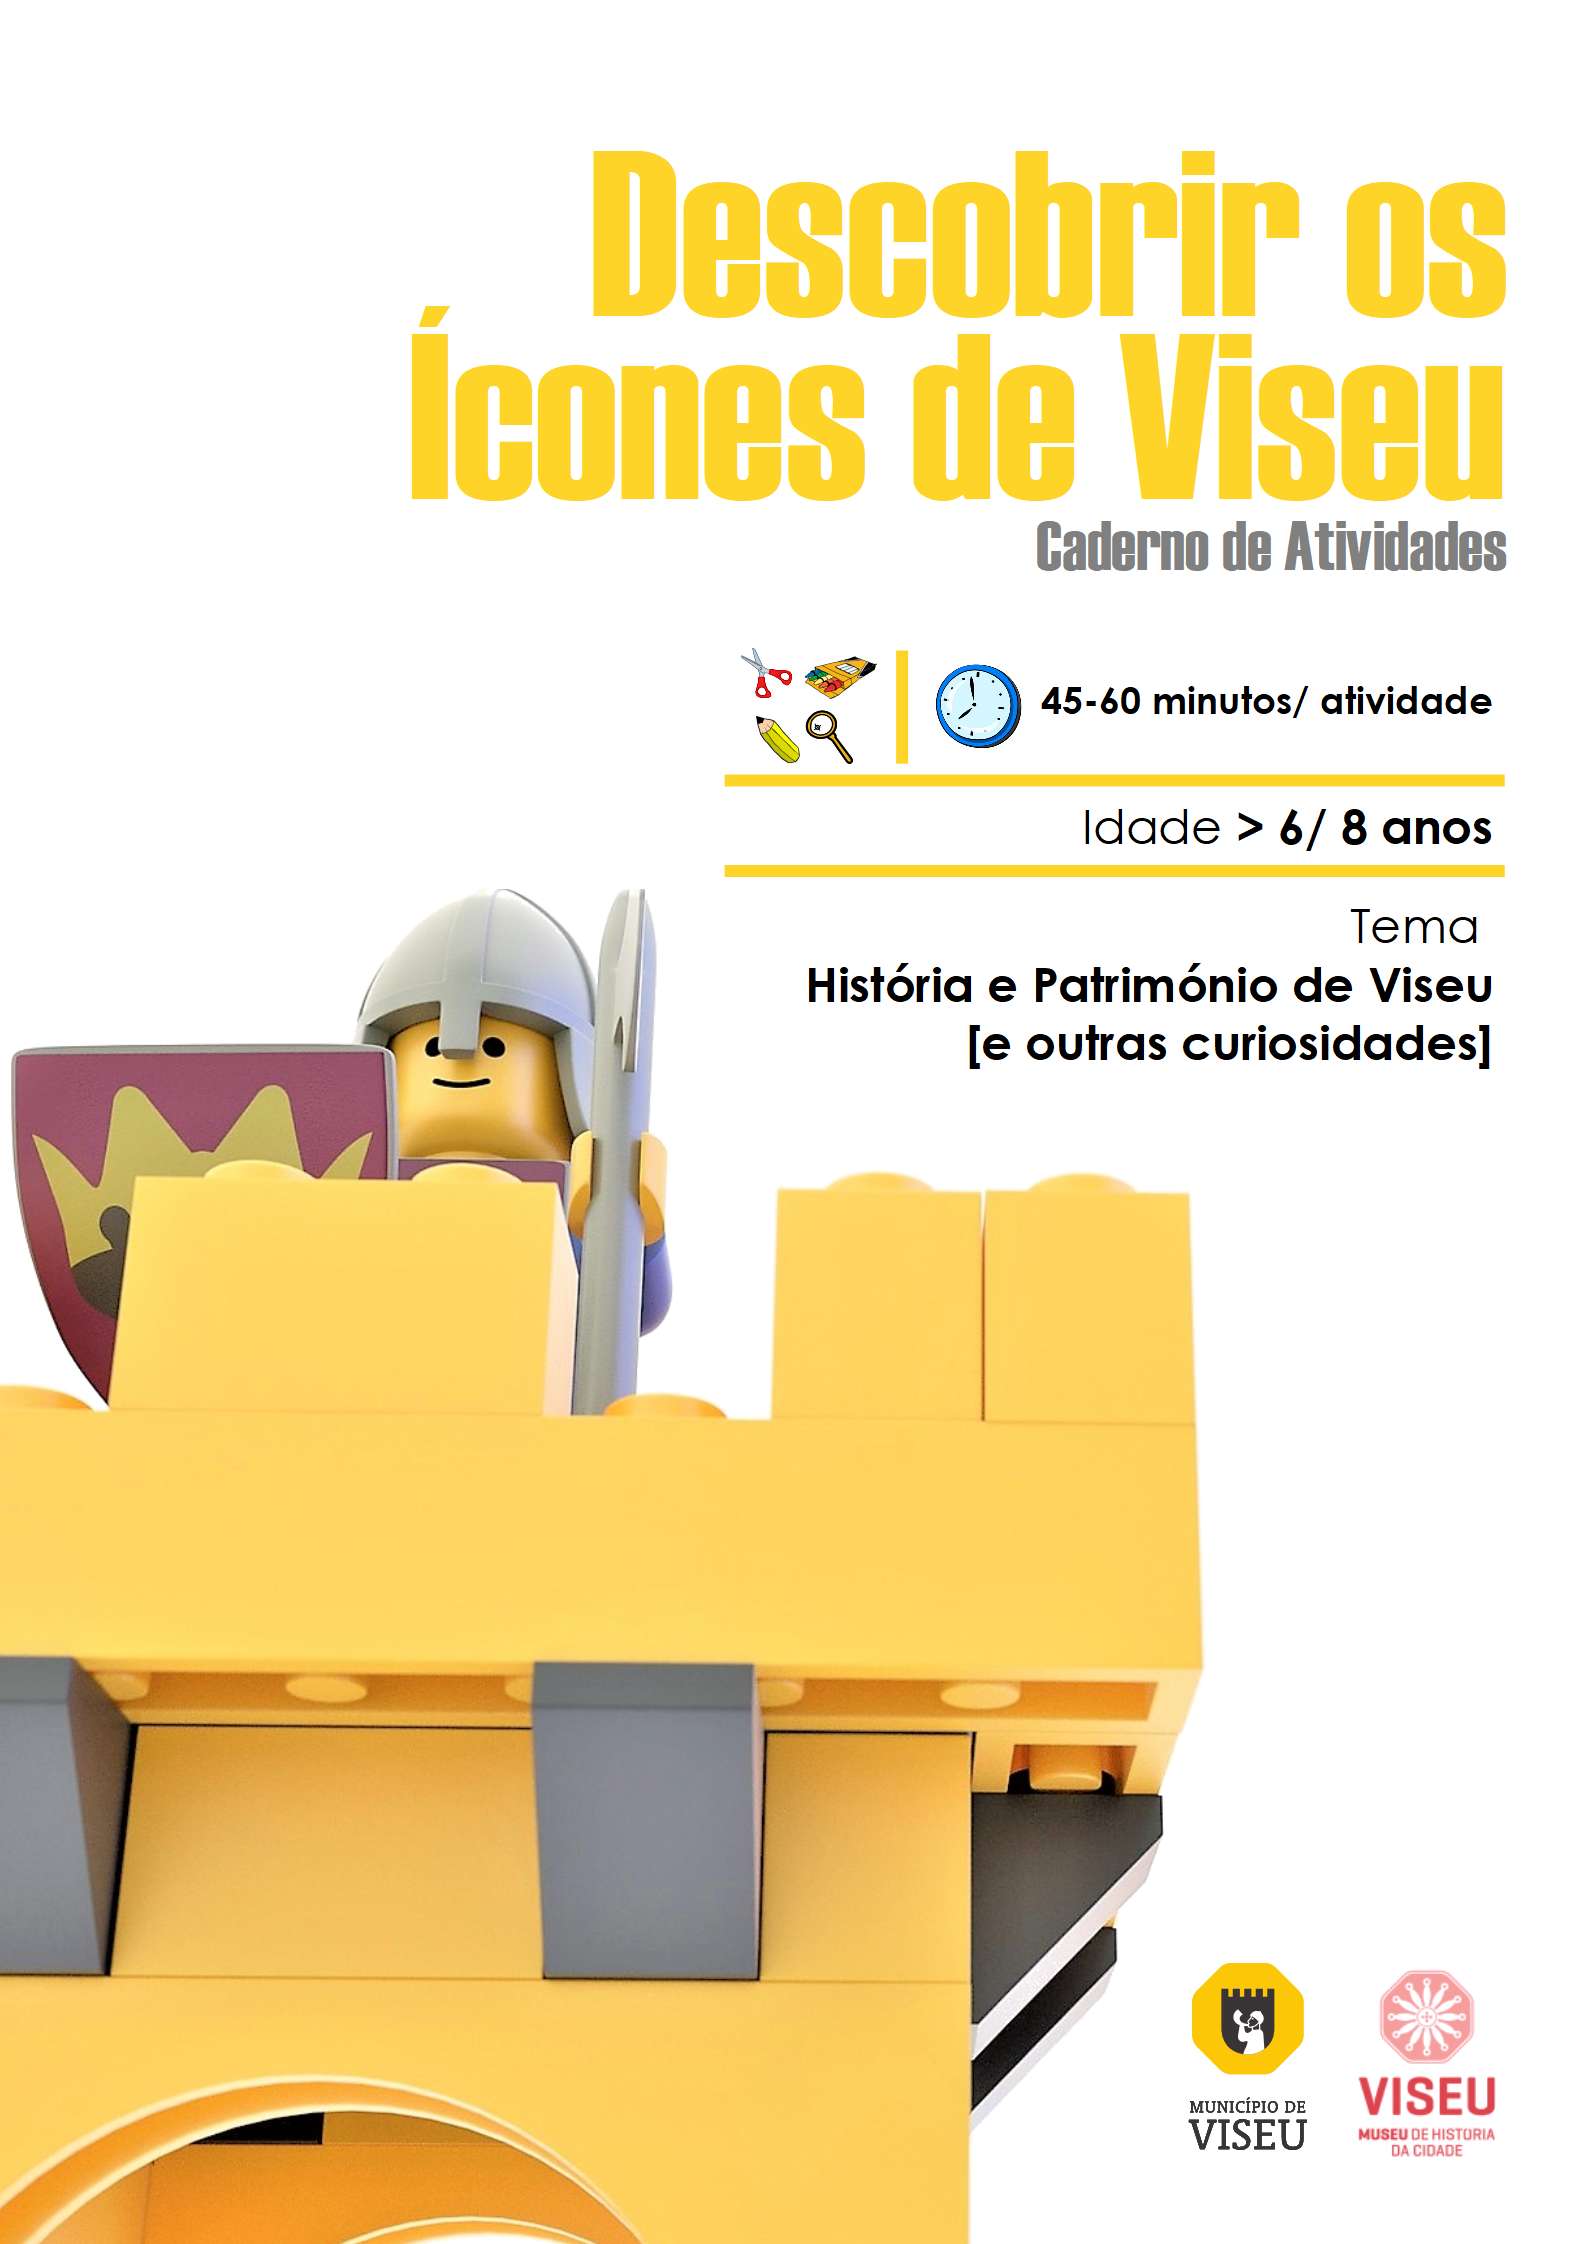 Descobrir os
Ícones de Viseu
Caderno de Atividades
45-60 minutos/ atividade
Idade > 6/ 8 anos
Tema
História e Património de Viseu
[e outras curiosidades]
MUNICÍPIO DE
VISEU
VISEU
MUSEU DE HISTORIA
DA CIDADE